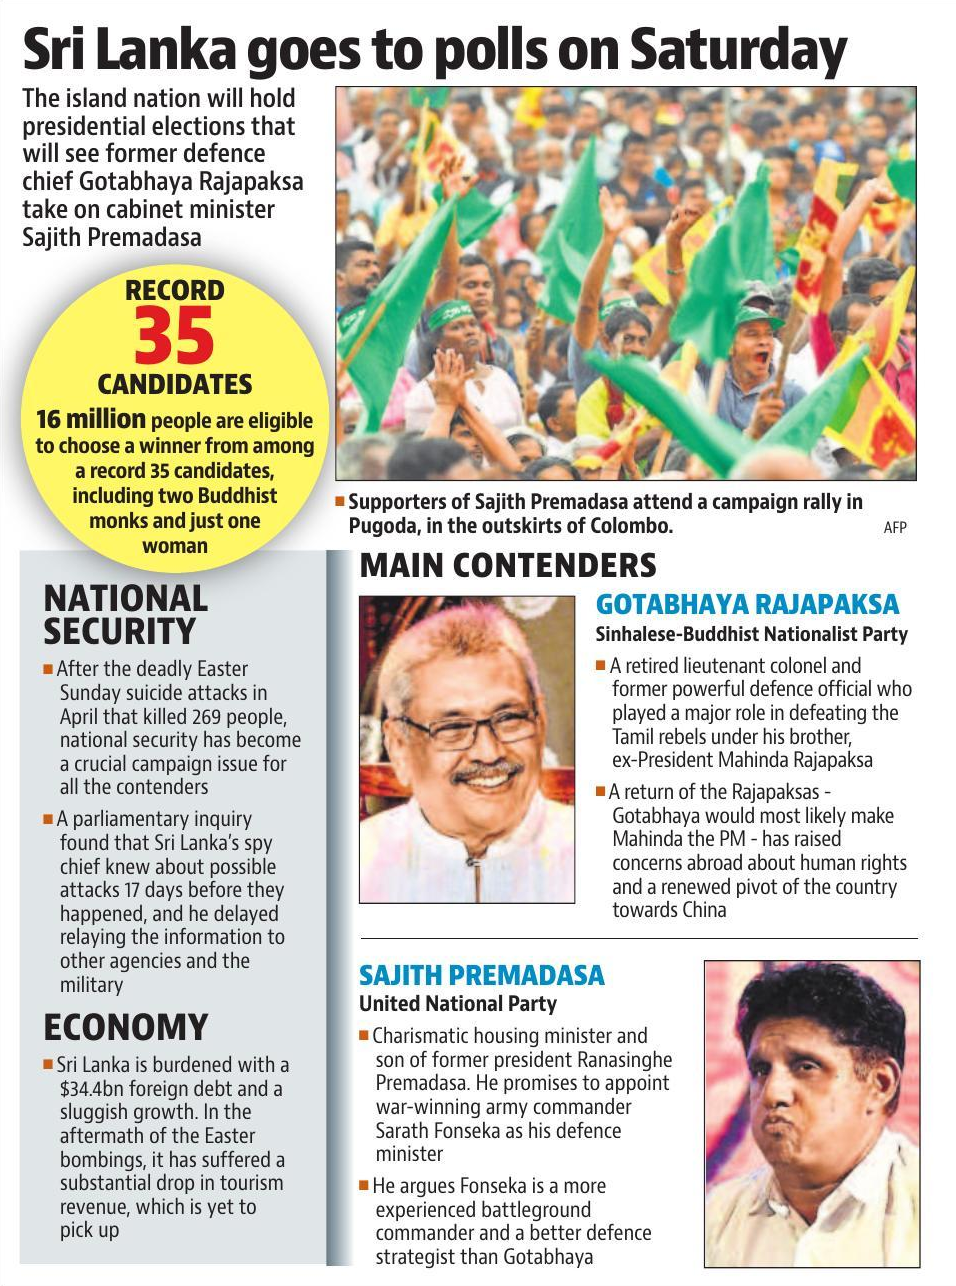 Sri Lanka goes to polls on Saturday
The island nation will hold
presidential elections that
will see former defence
chief Gotabhaya Rajapaksa
take on cabinet minister
Sajith Premadasa
RECORD
35
CANDIDATES
16 million people are eligible
to choose a winner from among
a record 35 candidates,
including two Buddhist
monks and just one
woman
■ Supporters of Sajith Premadasa attend a campaign rally in
Pugoda, in the outskirts of Colombo.
AFP
NATIONAL
SECURITY
■ After the deadly Easter
Sunday suicide attacks in
April that killed 269 people,
national security has become
a crucial campaign issue for
all the contenders
■ A parliamentary inquiry
found that Sri Lanka's spy
chief knew about possible
attacks 17 days before they
happened, and he delayed
relaying the information to
other agencies and the
military
ECONOMY
■ Sri Lanka is burdened with a
$34.4bn foreign debt and a
sluggish growth. In the
aftermath of the Easter
bombings, it has suffered a
substantial drop in tourism
revenue, which is yet to
pick up
MAIN CONTENDERS
GOTABHAYA RAJAPAKSA
Sinhalese-Buddhist Nationalist Party
■ A retired lieutenant colonel and
former powerful defence official who
played a major role in defeating the
Tamil rebels under his brother,
ex-President Mahinda Rajapaksa
■ A return of the Rajapaksas -
Gotabhaya would most likely make
Mahinda the PM - has raised
concerns abroad about human rights
and a renewed pivot of the country
towards China
SAJITH PREMADASA
United National Party
■ Charismatic housing minister and
son of former president Ranasinghe
Premadasa. He promises to appoint
war-winning army commander
Sarath Fonseka as his defence
minister
■ He argues Fonseka is a more
experienced battleground
commander and a better defence
strategist than Gotabhaya